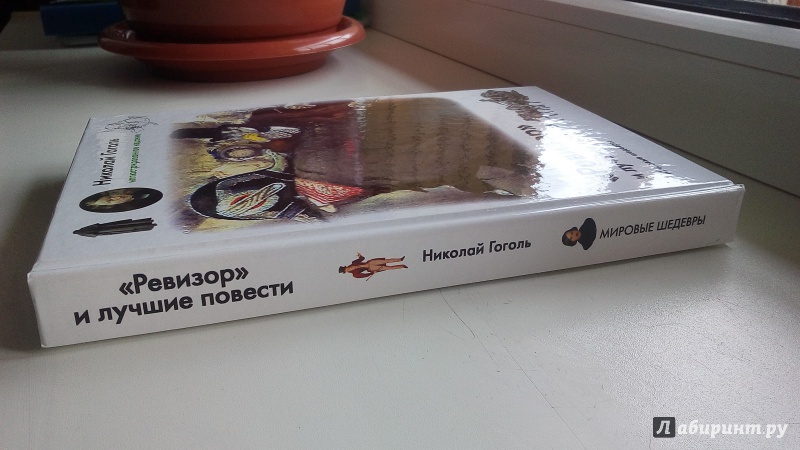 «Ревизор»
и лучшие повести
Николай Гоголь
МИРОВЫЕ ШЕДЕВРЫ
Николай Гоголь
Лабиринт.ру